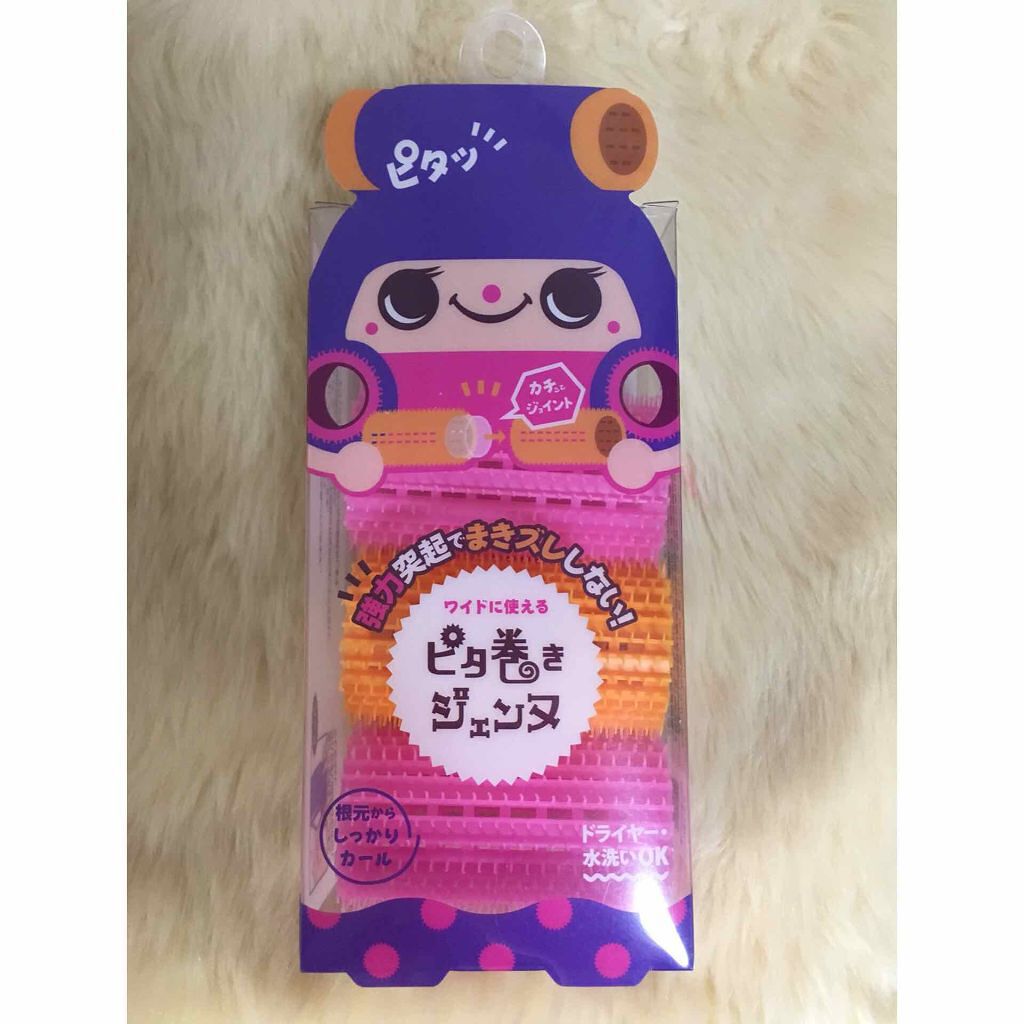 ピタッ
カチッと
ジョイント
強力突起でまきズレしない!
ワイドに使える
ピタ巻き
ジェンヌ
根元から
しっかり
カール
ドライヤー・
水洗いOK